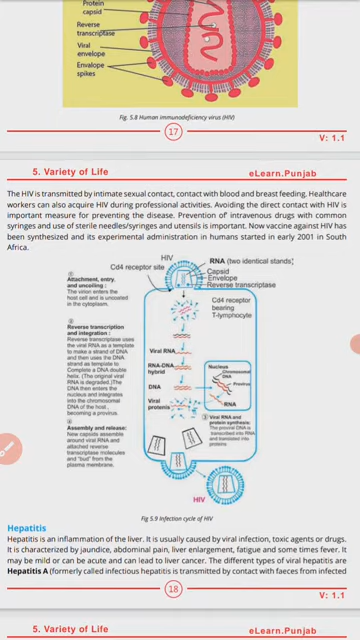 Protein
capsid
Reverse
transcriptase
Viral
envelope
Envelope
spikes
Fig. 5.8 Human immunodeficiency virus (HIV)
17
V: 1.1
5. Variety of Life
eLearn.Punjab
The HIV is transmitted by intimate sexual contact, contact with blood and breast feeding. Healthcare
workers can also acquire HIV during professional activities. Avoiding the direct contact with HIV is
important measure for preventing the disease. Prevention of intravenous drugs with common
syringes and use of sterile needles/syringes and utensils is important. Now vaccine against HIV has
been synthesized and its experimental administration in humans started in early 2001 in South
Africa.
HIV
Cd4 receptor site
RNA (two identical stands)
Capsid
Envelope
Reverse transcriptase
1
Attachment, entry,
and uncoiling :
The virion enters the
host cell and is uncoated
in the cytoplasm.
Cd4 receptor
bearing
T-lymphocyte
2
Reverse transcription
and integration :
Reverse transcriptase uses
the viral RNA as a template
to make a strand of DNA
and then uses the DNA
strand as template to
Complete a DNA double
helix. (The original viral
RNA is degraded.)The
DNA then enters the
nucleus and integrates
into the chromosomal
DNA of the host ,
becoming a provirus.
Viral RNA
RNA-DNA
hybrid
DNA
Viral
protenis
Nucleus
Chromosomal
DNA
Provirus
RNA
3 Viral RNA and
protein synthesis:
The proviral DNA is
transcribed into RNA
and translated into
proteins.
4
Assembly and release:
New capsids assemble
around viral RNA and
attached reverse
transcriptase molecules
and "bud" from the
plasma membrane.
HIV
Fig 5.9 Infection cycle of HIV
Hepatitis
Hepatitis is an inflammation of the liver. It is usually caused by viral infection, toxic agents or drugs.
It is characterized by jaundice, abdominal pain, liver enlargement, fatigue and some times fever. It
may be mild or can be acute and can lead to liver cancer. The different types of viral hepatitis are
Hepatitis A (formerly called infectious hepatitis is transmitted by contact with faeces from infected
18
V: 1.1
5. Variety of Life
eLearn.Punjab